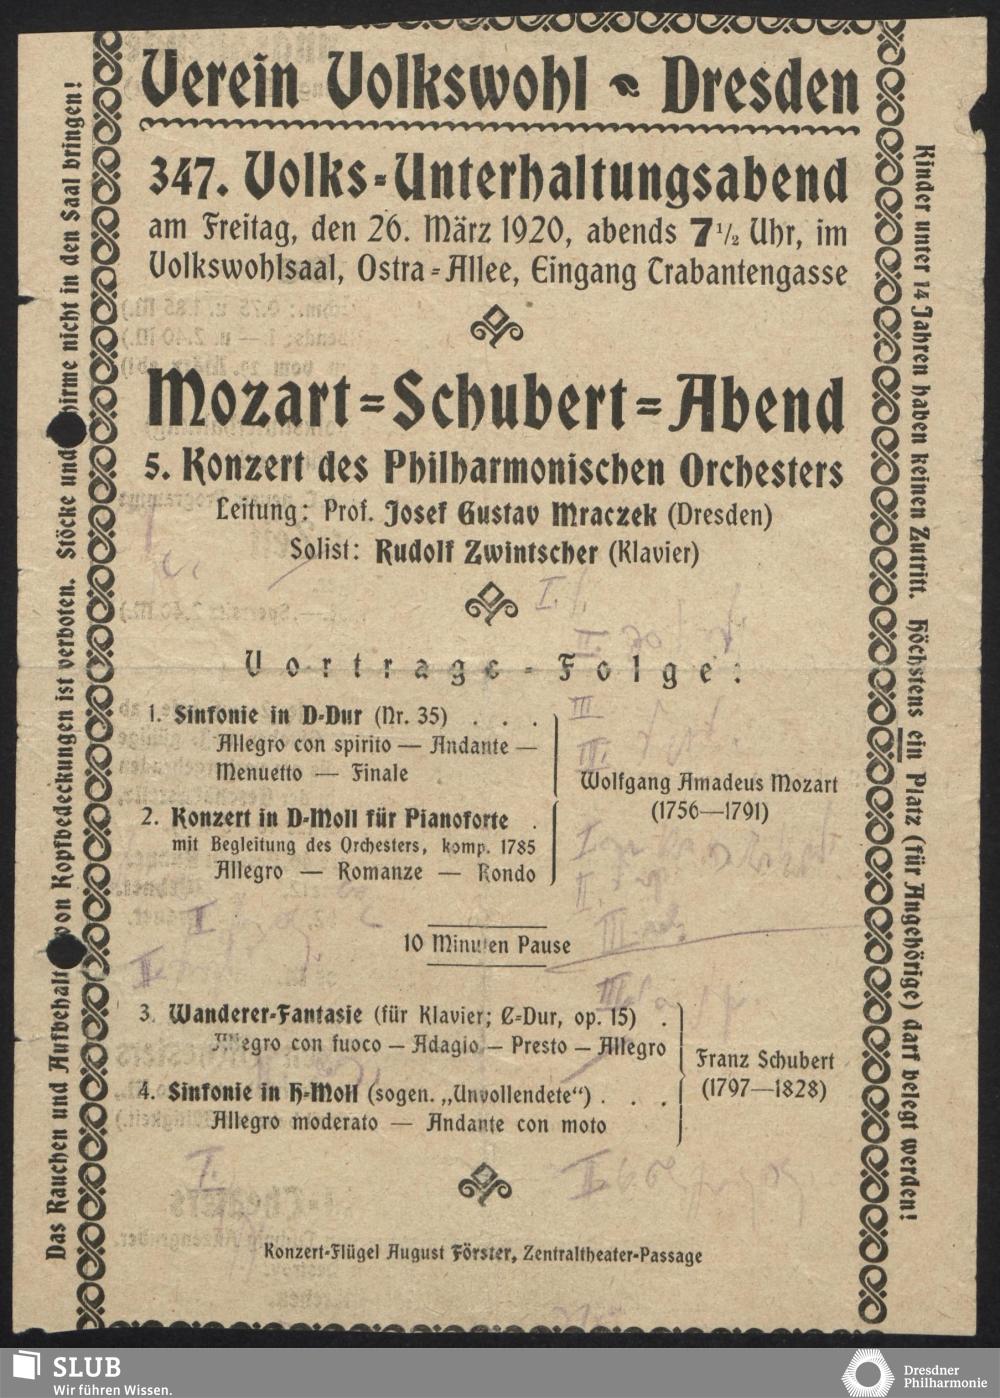 Verein Volkswohl ~ Dresden
347. Volks-Unterhaltungsabend
am Freitag, den 26. März 1920, abends 7 1/2 Uhr, im
Volkswohlsaal, Ostra-Allee, Eingang Trabantengasse
Mozart-Schubert-Abend
5. Konzert des Philharmonischen Orchesters
Leitung: Prof. Josef Gustav Mraczek (Dresden)
Solist: Rudolf Zwintscher (Klavier)
Vortrags-Folge:
1. Sinfonie in D-Dur (Nr. 35) . . .
Allegro con spirito — Andante —
Menuetto — Finale
2. Konzert in D-Moll für Pianoforte .
mit Begleitung des Orchesters, komp. 1785
Allegro — Romanze — Rondo
Wolfgang Amadeus Mozart
(1756—1791)
10 Minuten Pause
3. Wanderer-Fantasie (für Klavier; C-Dur, op. 15) .
Allegro con fuoco — Adagio — Presto — Allegro
4. Sinfonie in H-Moll (sogen. „Unvollendete“) . . .
Allegro moderato — Andante con moto
Franz Schubert
(1797—1828)
Konzert-Flügel August Förster, Zentraltheater-Passage
Das Rauchen und Aufbehalt von Kopfbedeckungen ist verboten. Stöcke und hirme nicht in den Saal bringen!
Kinder unter 14 Jahren haben keinen Zutritt. Höchstens ein Platz (für Angehörige) darf belegt werden!
SLUB
Wir führen Wissen.
Dresdner
Philharmonie